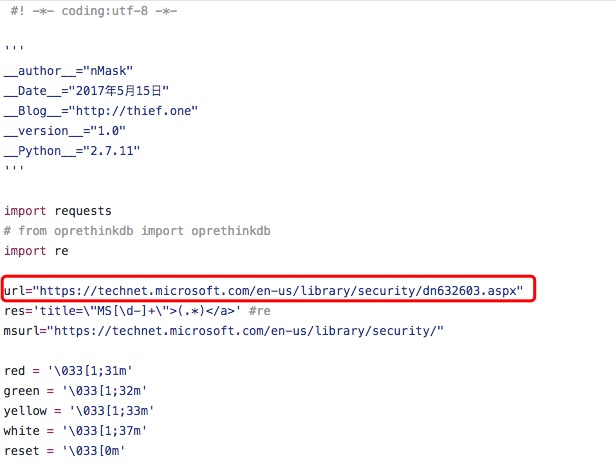 #! -*- coding:utf-8 -*-
'''
__author__="nMask"
__Date__="2017年5月15日"
__Blog__="http://thief.one"
__version__="1.0"
__Python__="2.7.11"
'''
import requests
# from oprethinkdb import oprethinkdb
import re
url="https://technet.microsoft.com/en-us/library/security/dn632603.aspx"
res='title=\"MS[\d-]+\">(.*)</a>' #re
msurl="https://technet.microsoft.com/en-us/library/security/"
red = '\033[1;31m'
green = '\033[1;32m'
yellow = '\033[1;33m'
white = '\033[1;37m'
reset = '\033[0m'